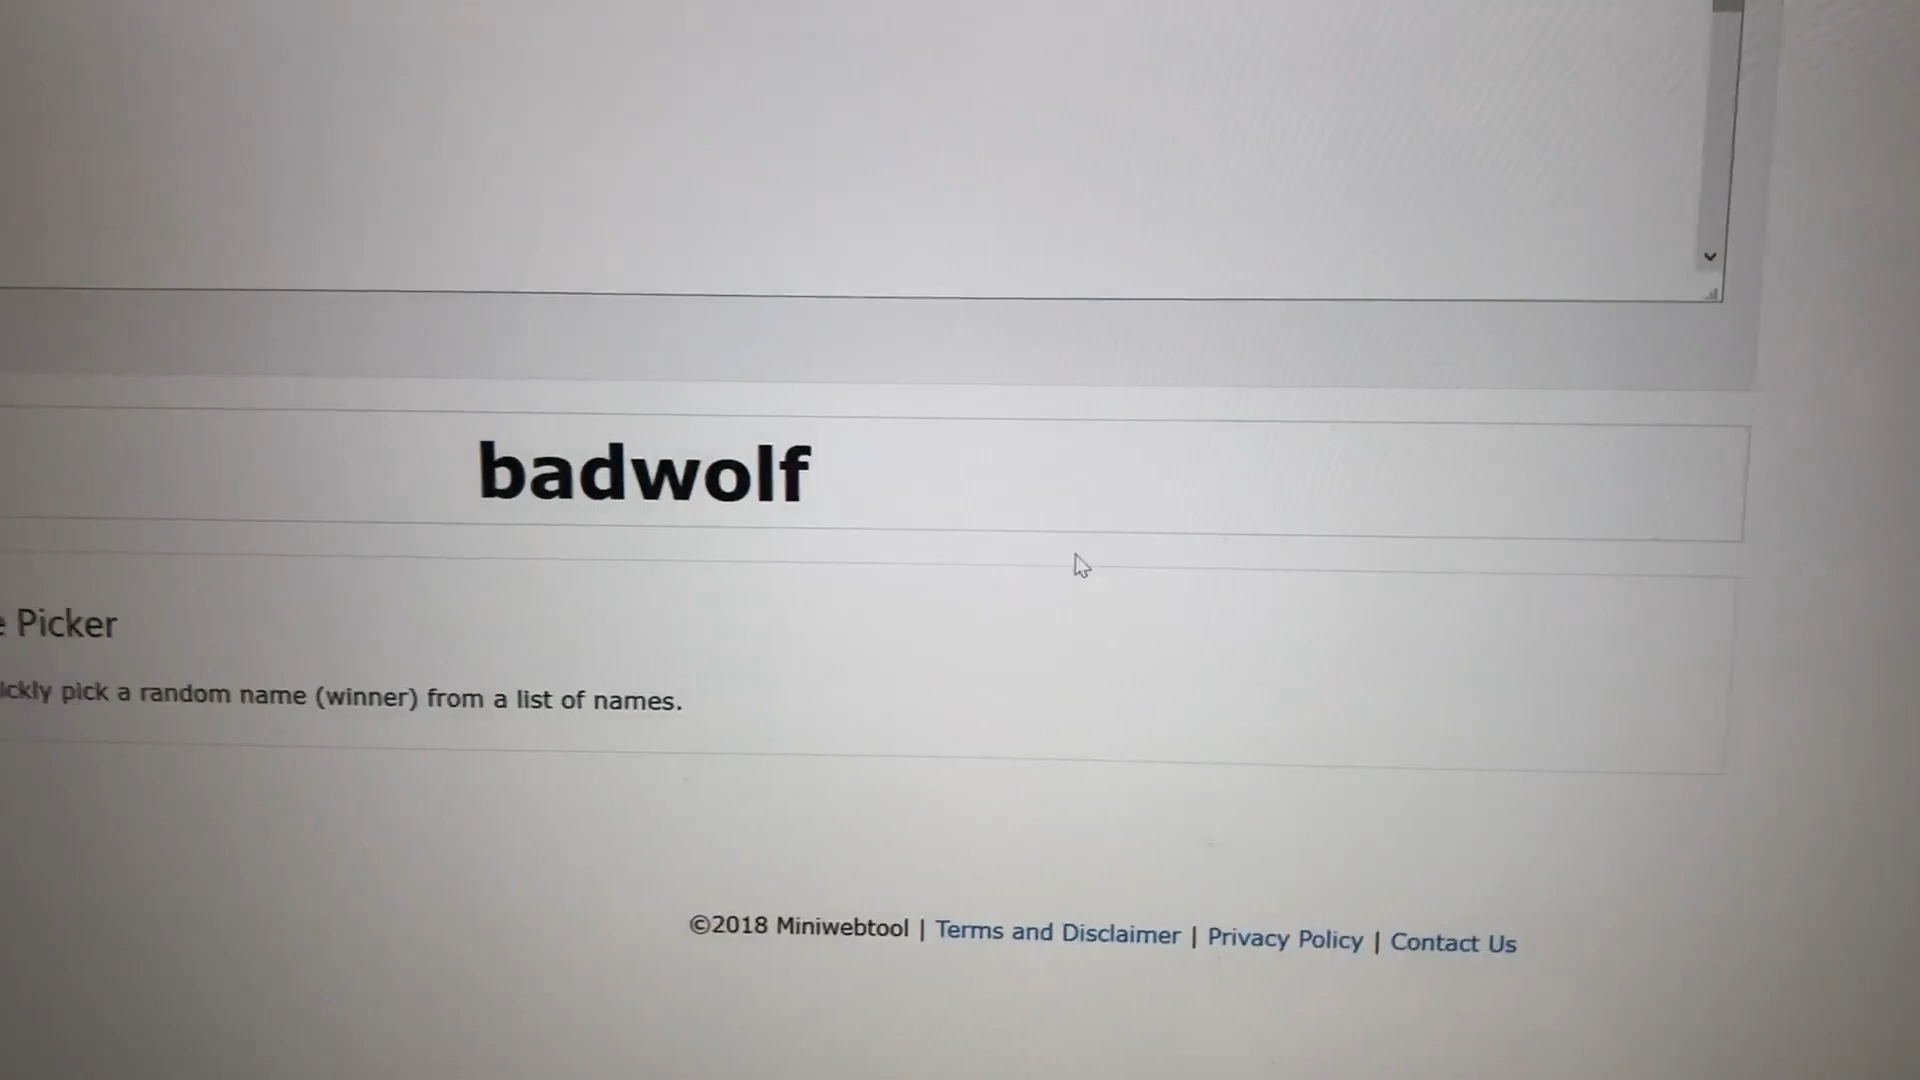 badwolf
Picker
pick a random name (winner) from a list of names.
©2018 Miniwebtool | Terms and Disclaimer | Privacy Policy | Contact Us